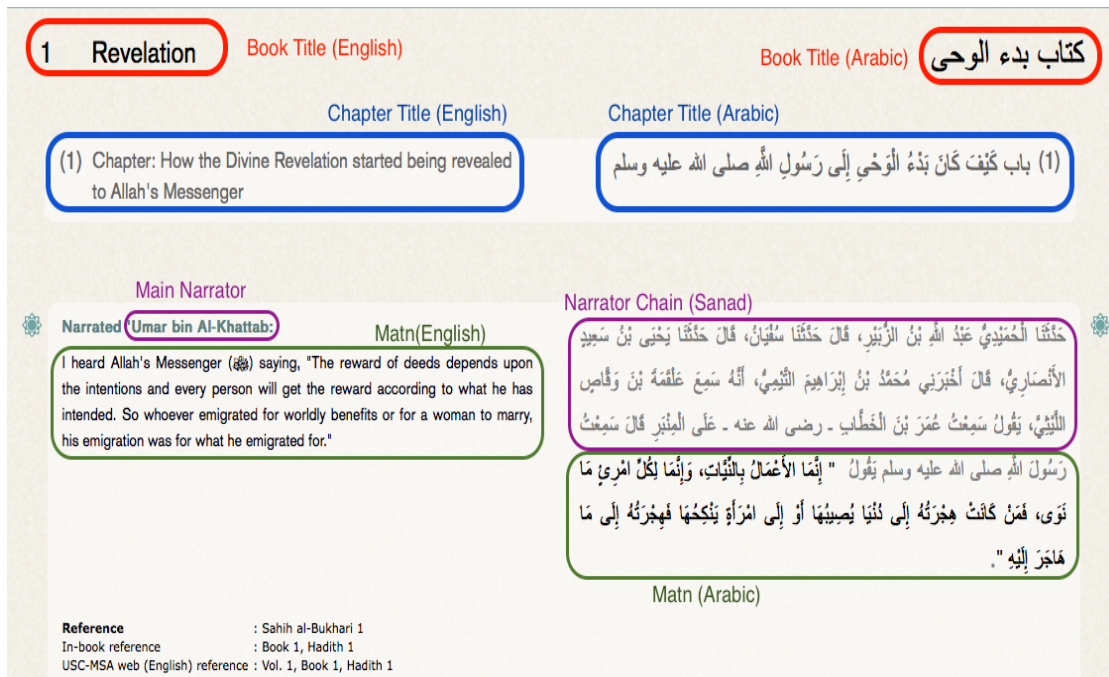 1 Revelation
Book Title (English)
Book Title (Arabic)
كتاب بدء الوحى
Chapter Title (English)
Chapter Title (Arabic)
(1) Chapter: How the Divine Revelation started being revealed
to Allah's Messenger
(1) باب كَيْفَ كَانَ بَدْءُ الْوَحْىِ إِلَى رَسُولِ اللَّهِ صلى الله عليه وسلم
Main Narrator
Narrator Chain (Sanad)
Narrated 'Umar bin Al-Khattab:
Matn(English)
I heard Allah's Messenger (ﷺ) saying, "The reward of deeds depends upon
the intentions and every person will get the reward according to what he has
intended. So whoever emigrated for worldly benefits or for a woman to marry,
his emigration was for what he emigrated for."
حَدَّثَنَا الْحُمَيْدِيُّ عَبْدُ اللَّهِ بْنُ الزُّبَيْرِ، قَالَ حَدَّثَنَا سُفْيَانُ، قَالَ حَدَّثَنَا يَحْيَى بْنُ سَعِيدٍ
الأَنْصَارِيُّ، قَالَ أَخْبَرَنِي مُحَمَّدُ بْنُ إِبْرَاهِيمَ التَّيْمِيُّ، أَنَّهُ سَمِعَ عَلْقَمَةَ بْنَ وَقَّاصٍ
اللَّيْثِيَّ، يَقُولُ سَمِعْتُ عُمَرَ بْنَ الْخَطَّابِ ـ رضى الله عنه ـ عَلَى الْمِنْبَرِ قَالَ سَمِعْتُ
رَسُولَ اللَّهِ صلى الله عليه وسلم يَقُولُ " إِنَّمَا الأَعْمَالُ بِالنِّيَّاتِ، وَإِنَّمَا لِكُلِّ امْرِئٍ مَا
نَوَى، فَمَنْ كَانَتْ هِجْرَتُهُ إِلَى دُنْيَا يُصِيبُهَا أَوْ إِلَى امْرَأَةٍ يَنْكِحُهَا فَهِجْرَتُهُ إِلَى مَا
هَاجَرَ إِلَيْهِ ".
Matn (Arabic)
Reference : Sahih al-Bukhari 1
In-book reference : Book 1, Hadith 1
USC-MSA web (English) reference : Vol. 1, Book 1, Hadith 1